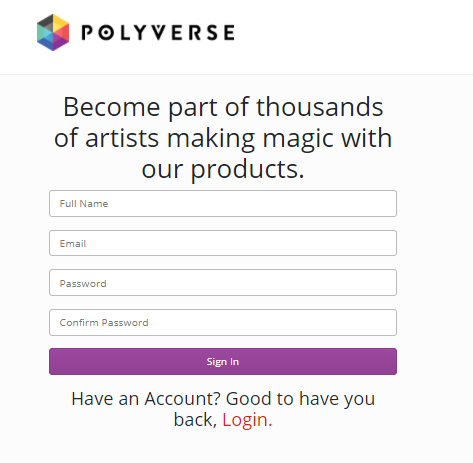 POLYVERSE
Become part of thousands
of artists making magic with
our products.
Full Name
Email
Password
Confirm Password
Sign In
Have an Account? Good to have you
back, Login.